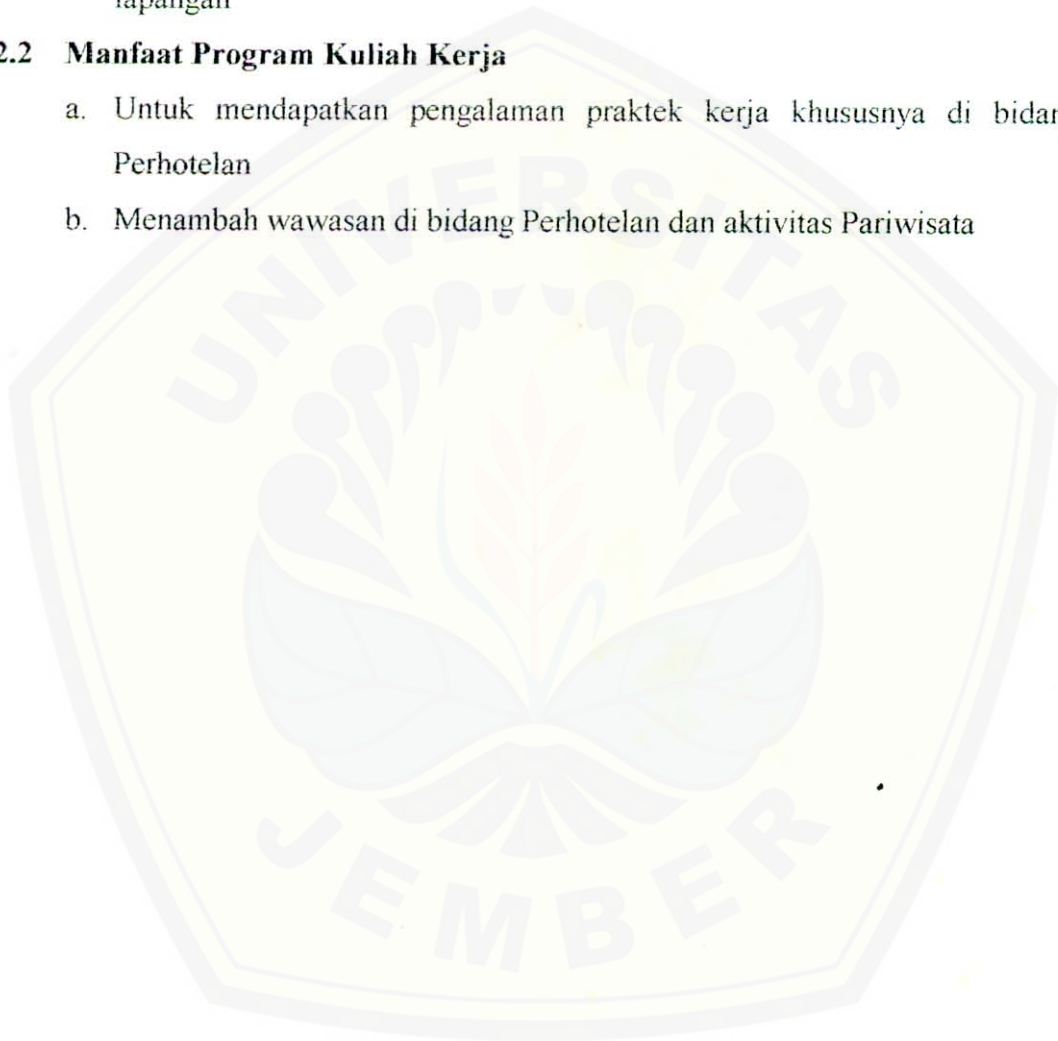 lapangan
2.2 Manfaat Program Kuliah Kerja
a. Untuk mendapatkan pengalaman praktek kerja khususnya di bidan
Perhotelan
b. Menambah wawasan di bidang Perhotelan dan aktivitas Pariwisata
UNIVERSITAS
JEMBER